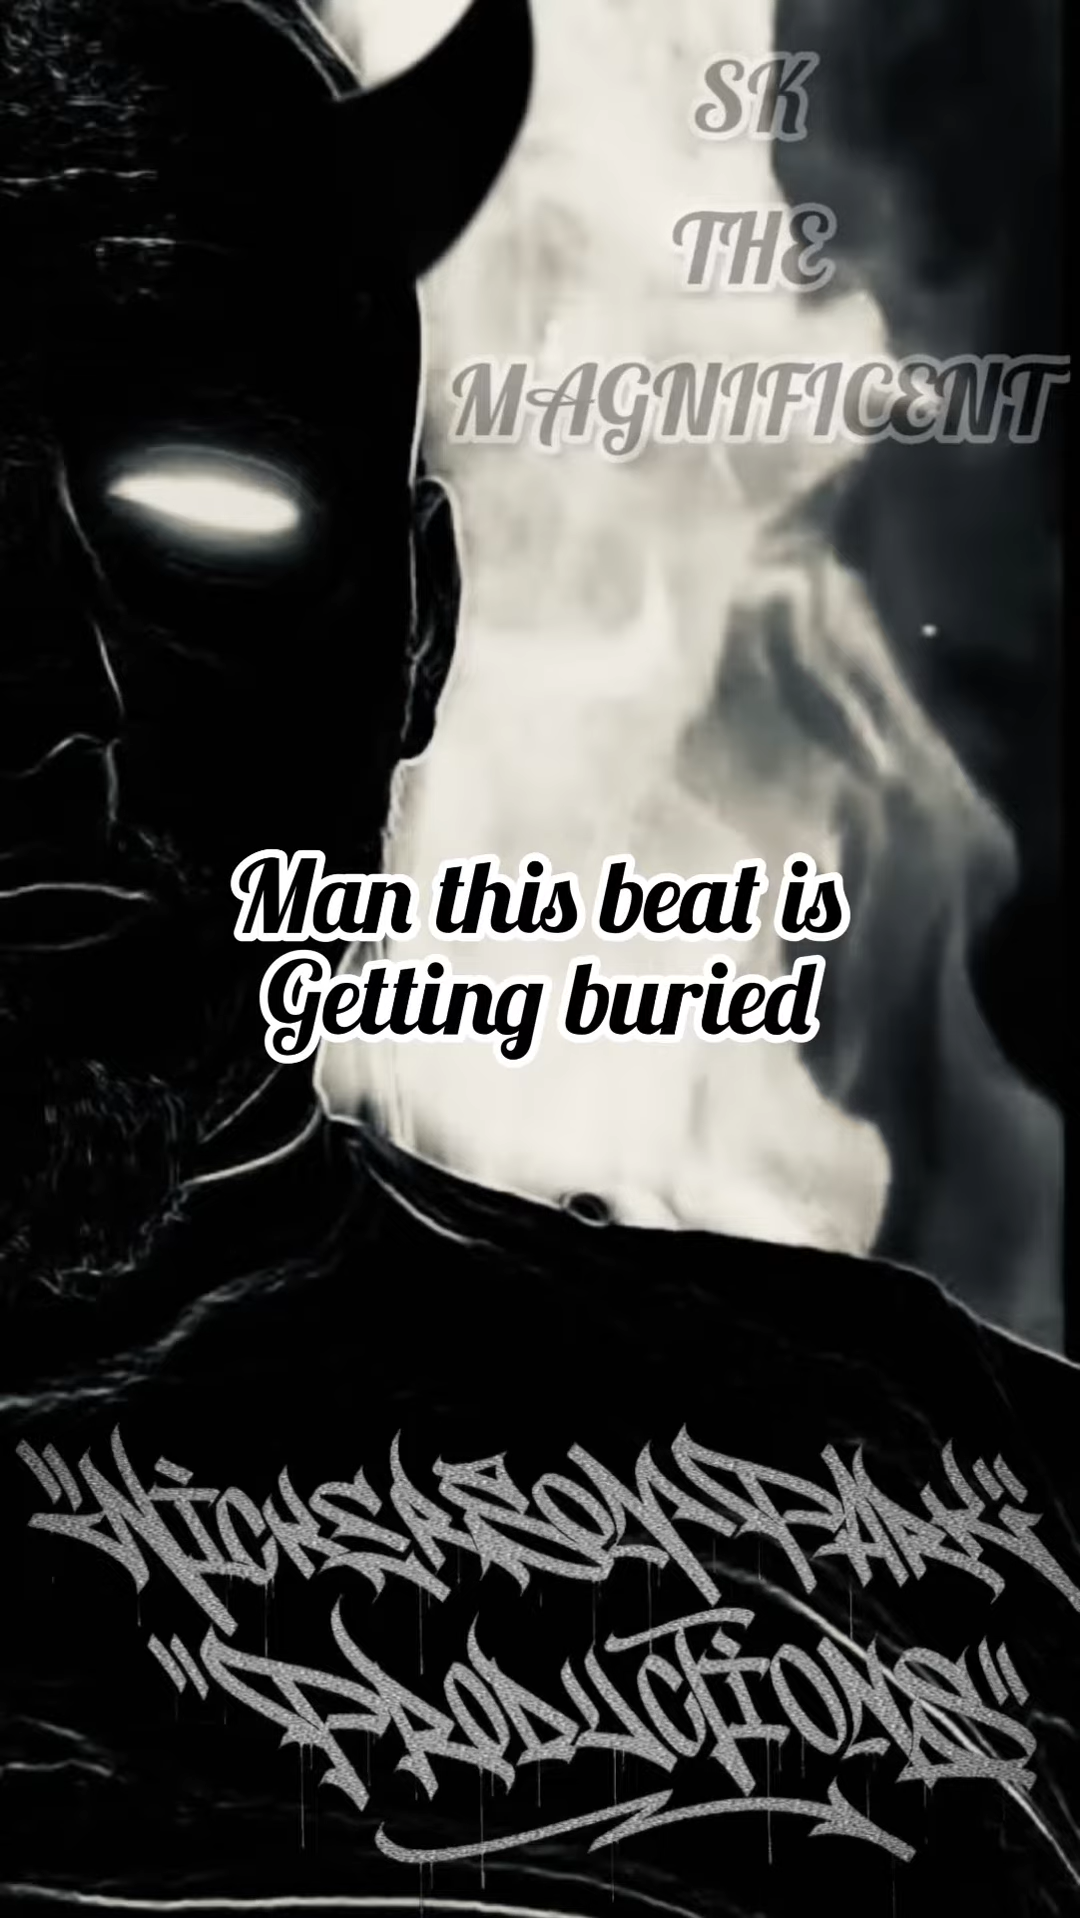 SK
THE
MAGNIFICENT
Man this beat is
Getting buried
"NICKERSON PARK"
"PRODUCTIONS"